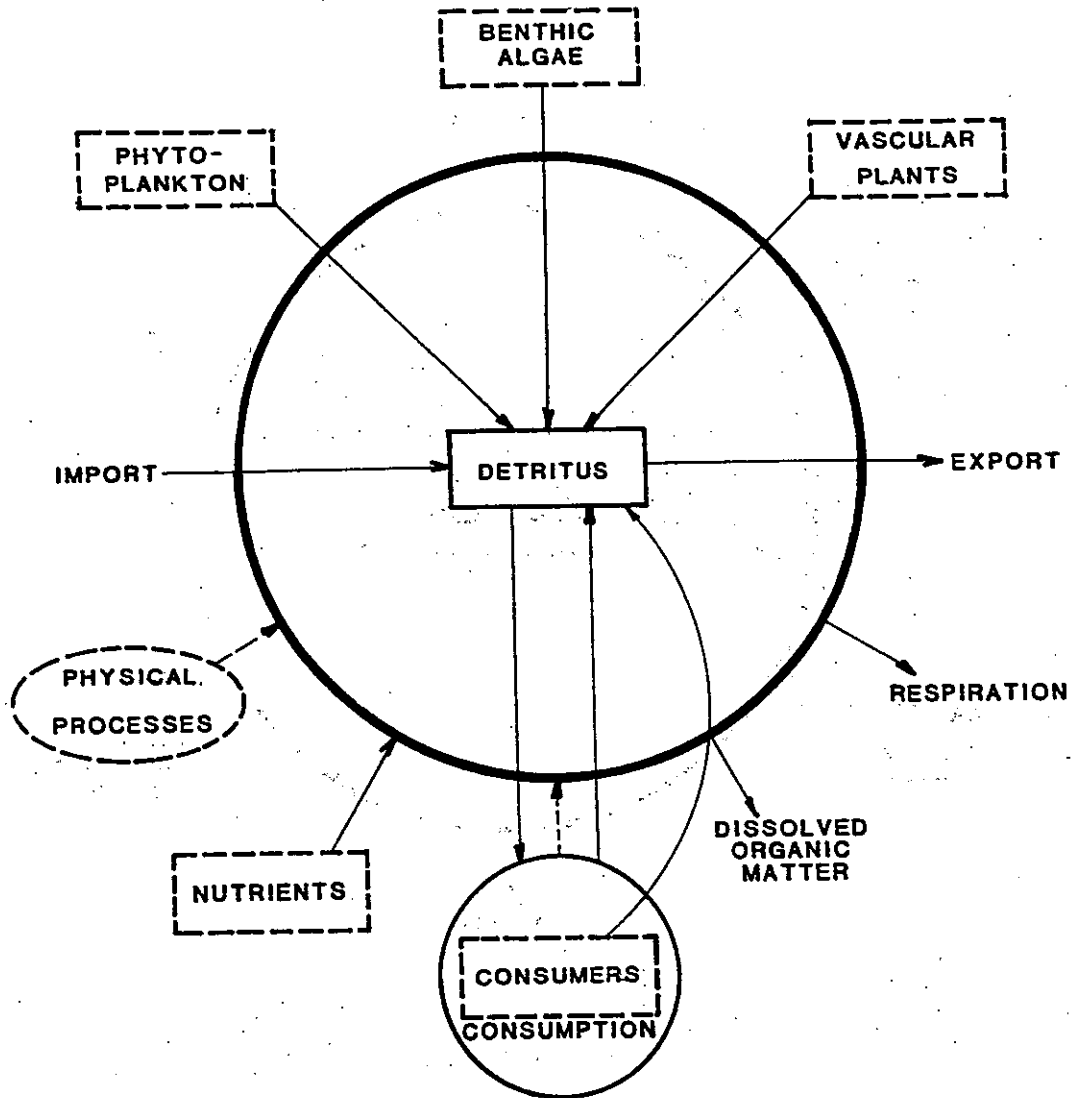 BENTHIC
ALGAE
PHYTO-
PLANKTON
VASCULAR
PLANTS
IMPORT
DETRITUS
EXPORT
PHYSICAL
PROCESSES
RESPIRATION
NUTRIENTS
DISSOLVED
ORGANIC
MATTER
CONSUMERS
CONSUMPTION